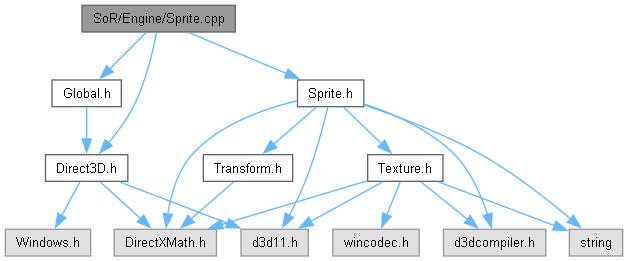 SoR/Engine/Sprite.cpp
Global.h
Sprite.h
Direct3D.h
Transform.h
Texture.h
Windows.h
DirectXMath.h
d3d11.h
wincodec.h
d3dcompiler.h
string